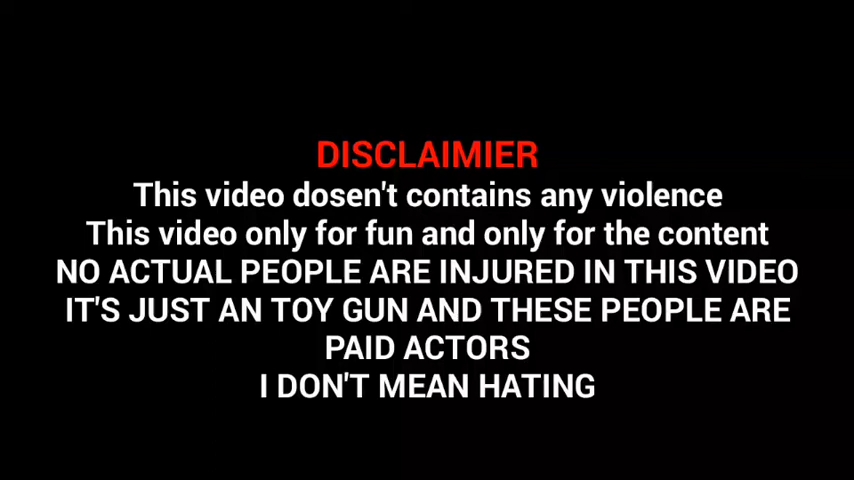 DISCLAIMIER
This video dosen't contains any violence
This video only for fun and only for the content
NO ACTUAL PEOPLE ARE INJURED IN THIS VIDEO
IT'S JUST AN TOY GUN AND THESE PEOPLE ARE
PAID ACTORS
I DON'T MEAN HATING